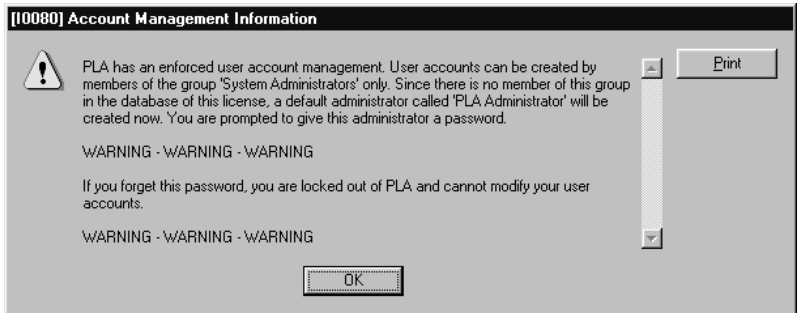 [I0080] Account Management Information
PLA has an enforced user account management. User accounts can be created by
members of the group 'System Administrators' only. Since there is no member of this group
in the database of this license, a default administrator called 'PLA Administrator' will be
created now. You are prompted to give this administrator a password.
WARNING - WARNING - WARNING
If you forget this password, you are locked out of PLA and cannot modify your user
accounts.
WARNING - WARNING - WARNING
Print
OK